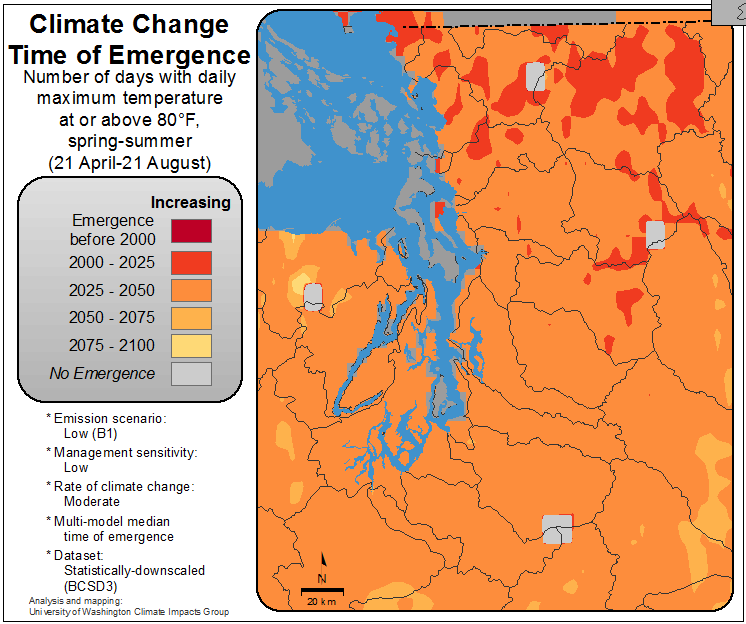 Climate Change
Time of Emergence
Number of days with daily
maximum temperature
at or above 80°F,
spring-summer
(21 April-21 August)
Increasing
Emergence
before 2000
2000 - 2025
2025 - 2050
2050 - 2075
2075 - 2100
No Emergence
* Emission scenario:
Low (B1)
* Management sensitivity:
Low
* Rate of climate change:
Moderate
* Multi-model median
time of emergence
* Dataset:
Statistically-downscaled
(BCSD3)
Analysis and mapping:
University of Washington Climate Impacts Group
N
20 km